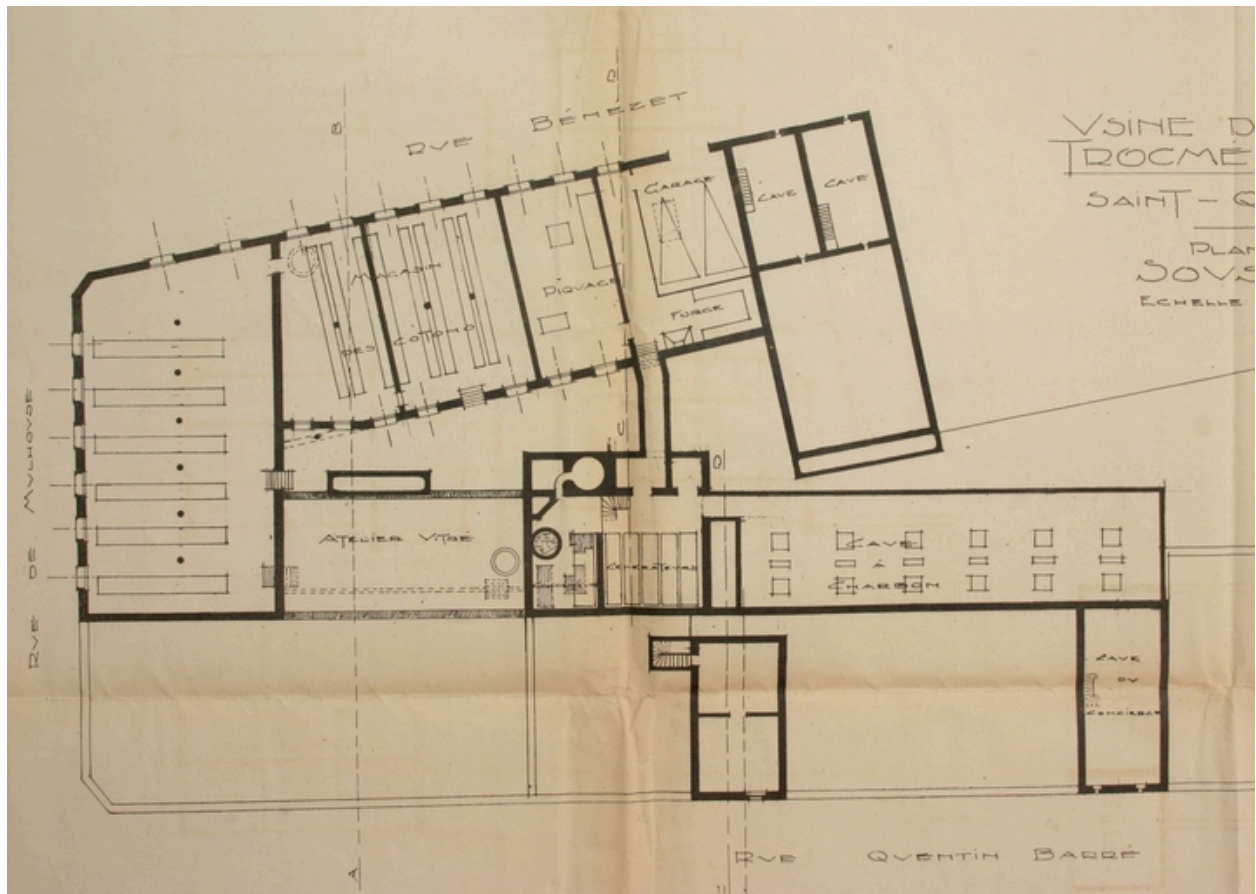 RVE BÉNEZET
VSINE D
TROCMÉ
SAINT-Q
PLAN
SOVS
ECHELLE
B
D
GARAGE
CAVE
CAVE
MAGASIN
DES COTTONS
PIQVAGE
FORGE
RVE DE MVLHOVSE
C
ATELIER VITRÉ
GÉNÉRATEVRS
CAVE
À
CHARBON
CAVE
DV
CONCIERGE
A
RVE QVENTIN BARRÉ